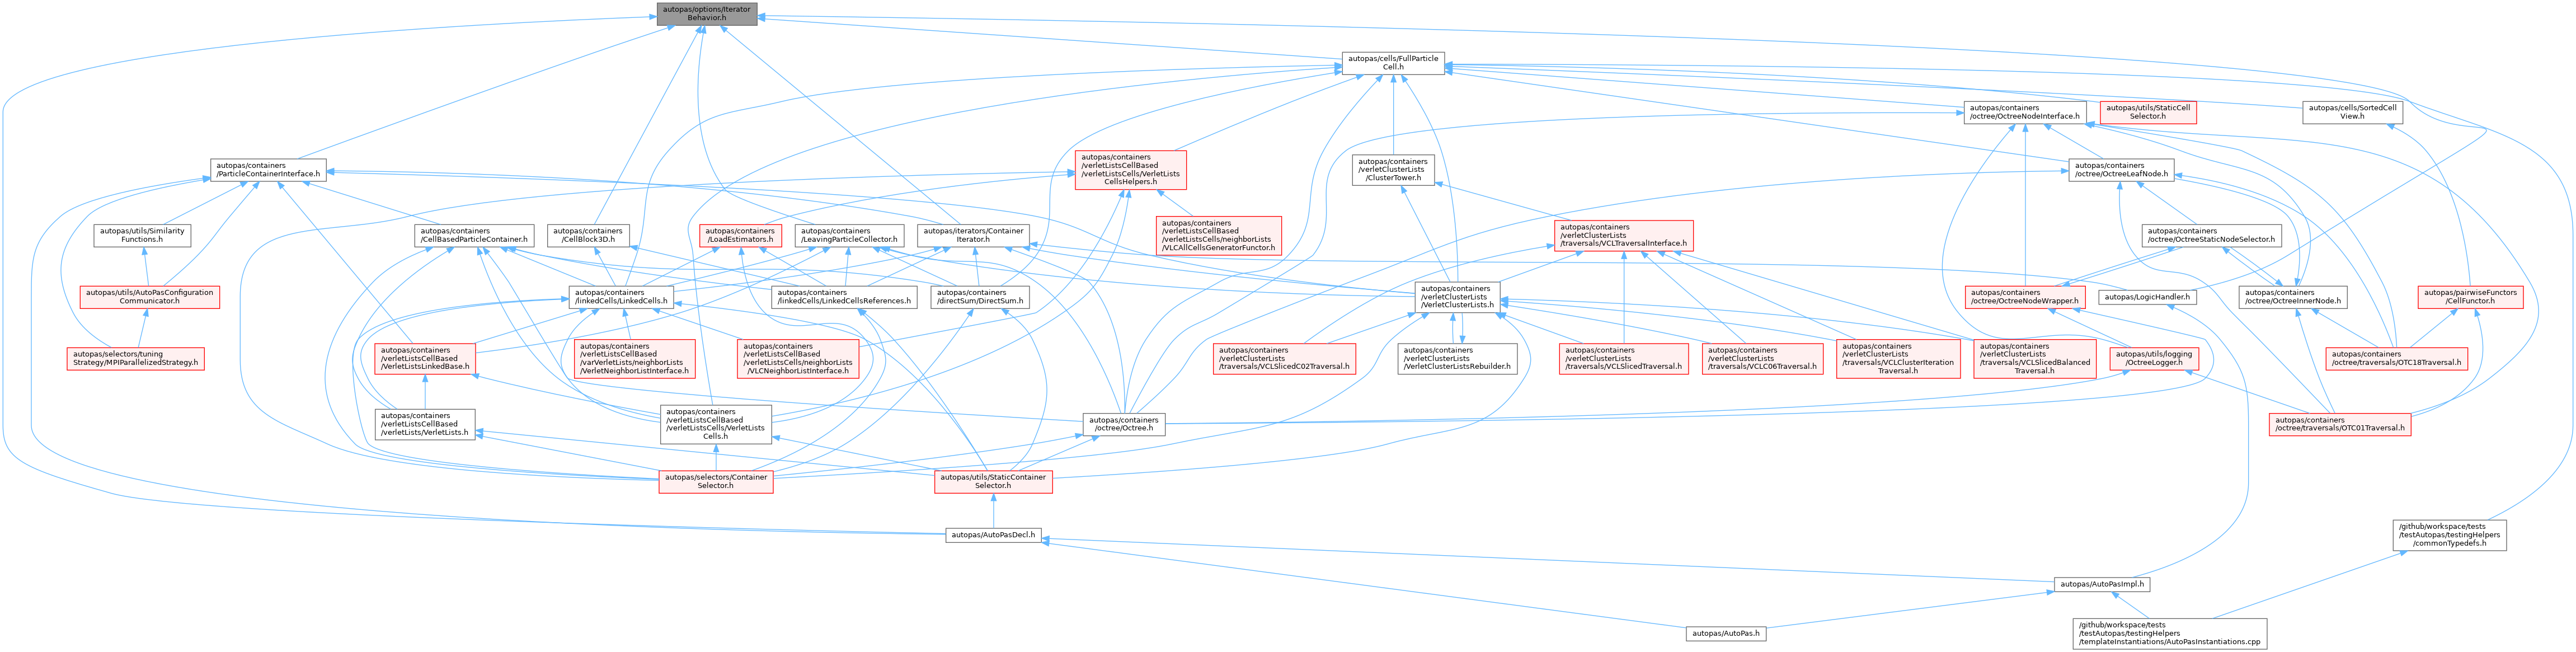 autopas/options/Iterator
Behavior.h
autopas/cells/FullParticle
Cell.h
autopas/containers
/octree/OctreeNodeInterface.h
autopas/utils/StaticCell
Selector.h
autopas/cells/SortedCell
View.h
autopas/containers
/ParticleContainerInterface.h
autopas/containers
/verletListsCellBased
/verletListsCells/VerletLists
CellsHelpers.h
autopas/containers
/verletClusterLists
/ClusterTower.h
autopas/containers
/octree/OctreeLeafNode.h
autopas/utils/Similarity
Functions.h
autopas/containers
/CellBasedParticleContainer.h
autopas/containers
/CellBlock3D.h
autopas/containers
/LoadEstimators.h
autopas/containers
/LeavingParticleCollector.h
autopas/iterators/Container
Iterator.h
autopas/containers
/verletListsCellBased
/verletListsCells/neighborLists
/VLCAllCellsGeneratorFunctor.h
autopas/containers
/verletClusterLists
/traversals/VCLTraversalInterface.h
autopas/containers
/octree/OctreeStaticNodeSelector.h
autopas/utils/AutoPasConfiguration
Communicator.h
autopas/containers
/linkedCells/LinkedCells.h
autopas/containers
/linkedCells/LinkedCellsReferences.h
autopas/containers
/directSum/DirectSum.h
autopas/containers
/verletClusterLists
/VerletClusterLists.h
autopas/containers
/octree/OctreeNodeWrapper.h
autopas/LogicHandler.h
autopas/containers
/octree/OctreeInnerNode.h
autopas/pairwiseFunctors
/CellFunctor.h
autopas/selectors/tuning
Strategy/MPIParallelizedStrategy.h
autopas/containers
/verletListsCellBased
/VerletListsLinkedBase.h
autopas/containers
/verletListsCellBased
/varVerletLists/neighborLists
/VerletNeighborListInterface.h
autopas/containers
/verletListsCellBased
/verletListsCells/neighborLists
/VLCNeighborListInterface.h
autopas/containers
/verletClusterLists
/traversals/VCLSlicedC02Traversal.h
autopas/containers
/verletClusterLists
/VerletClusterListsRebuilder.h
autopas/containers
/verletClusterLists
/traversals/VCLSlicedTraversal.h
autopas/containers
/verletClusterLists
/traversals/VCLC06Traversal.h
autopas/containers
/verletClusterLists
/traversals/VCLClusterIteration
Traversal.h
autopas/containers
/verletClusterLists
/traversals/VCLSlicedBalanced
Traversal.h
autopas/utils/logging
/OctreeLogger.h
autopas/containers
/octree/traversals/OTC18Traversal.h
autopas/containers
/verletListsCellBased
/verletLists/VerletLists.h
autopas/containers
/verletListsCellBased
/verletListsCells/VerletLists
Cells.h
autopas/containers
/octree/Octree.h
autopas/containers
/octree/traversals/OTC01Traversal.h
autopas/selectors/Container
Selector.h
autopas/utils/StaticContainer
Selector.h
autopas/AutoPasDecl.h
/github/workspace/tests
/testAutopas/testingHelpers
/commonTypedefs.h
autopas/AutoPasImpl.h
autopas/AutoPas.h
/github/workspace/tests
/testAutopas/testingHelpers
/templateInstantiations/AutoPasInstantiations.cpp